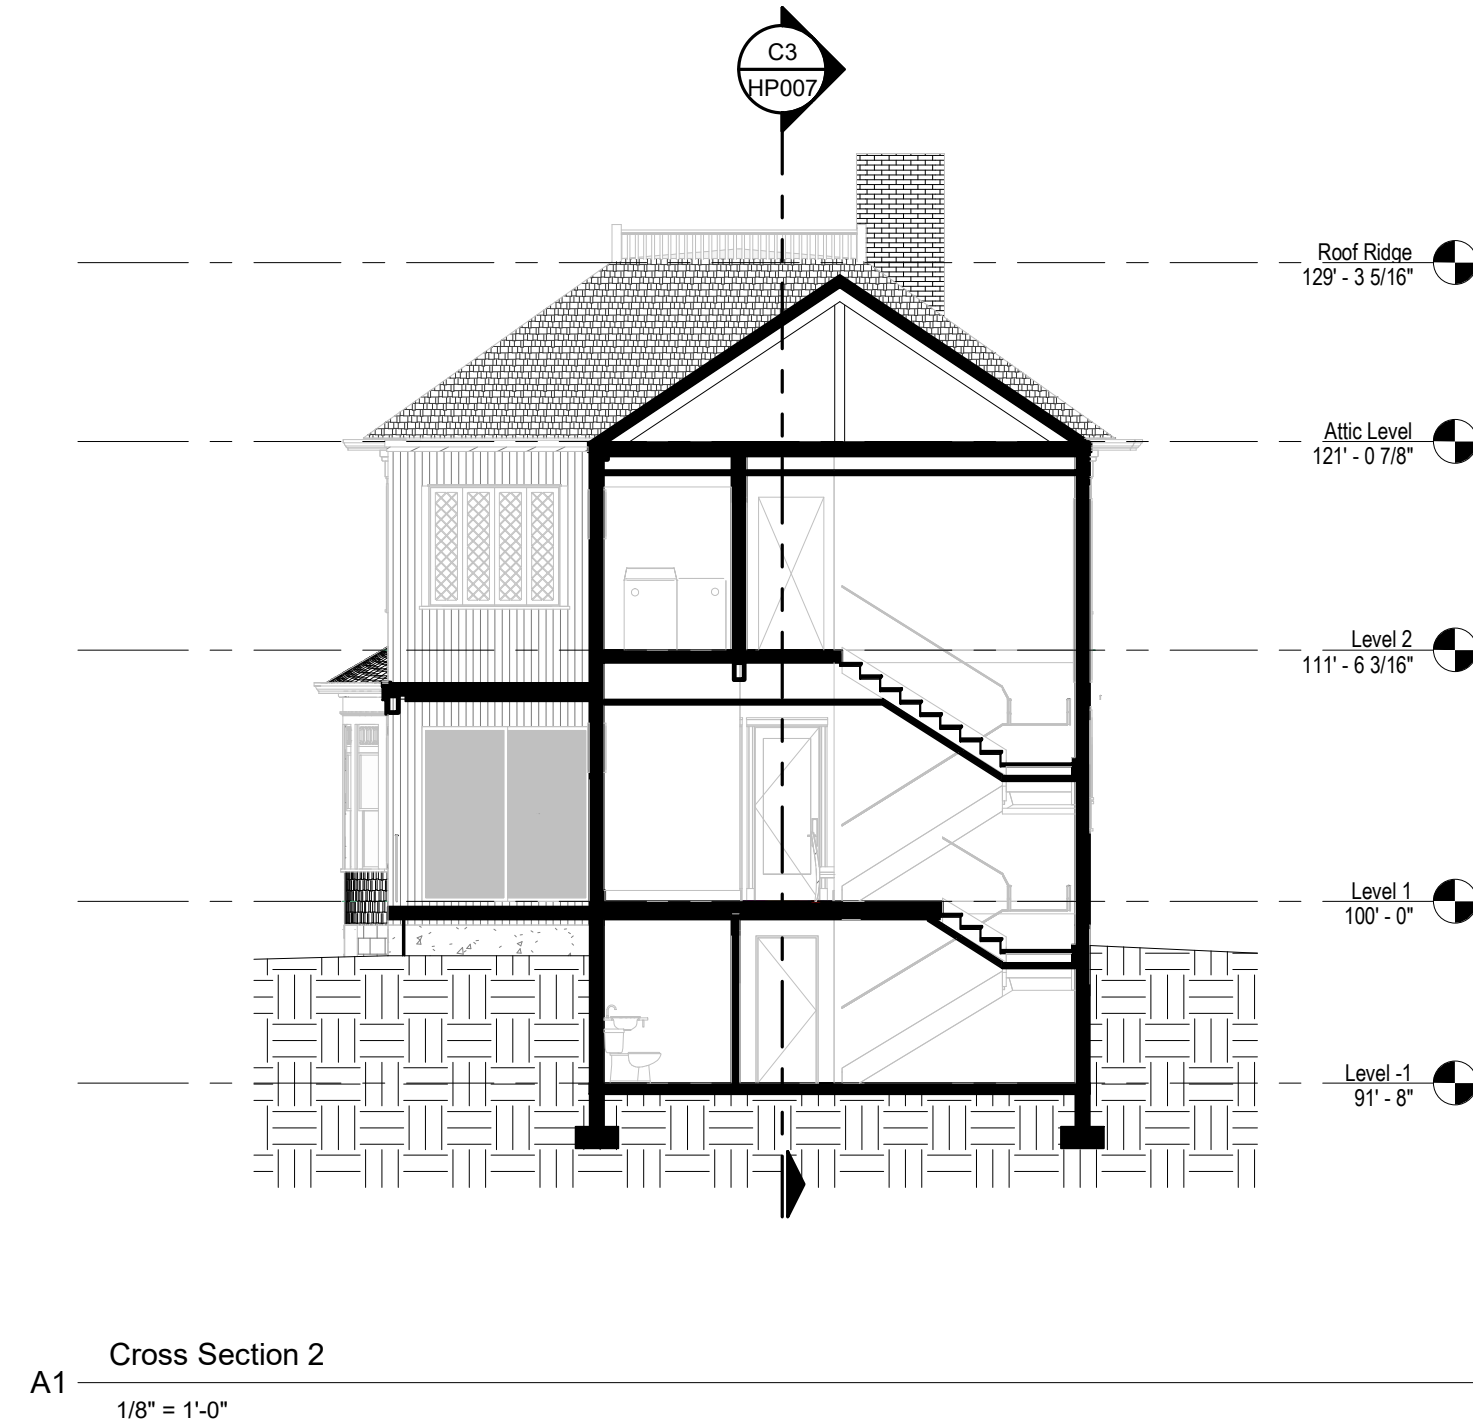 C3
HP007
Roof Ridge
129' - 3 5/16"
Attic Level
121' - 0 7/8"
Level 2
111' - 6 3/16"
Level 1
100' - 0"
Level -1
91' - 8"
Cross Section 2
A1
1/8" = 1'-0"